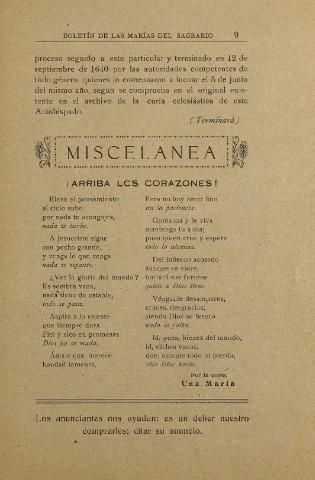 BOLETÍN DE LAS MARÍAS DEL SAGRARIO 9
proceso seguido a este particular y terminado en 12 de
septiembre de 1640 por las autoridades competentes de
todo género quienes lo comenzaron a incoar el 5 de junio
del mismo año, segun se comprueba en el original exis-
tente en el archivo de la curia eclesiástica de este
Arzobispado.
(Terminará)
MISCELANEA
¡ARRIBA LOS CORAZONES!
Eleva el pensamiento
al cielo sube,
por nada te acongojes,
nada te turbe.
A Jesucristo sigue
con pecho grande,
y venga lo que venga
nada te espante.
¿Ves la gloria del mundo?
Es sombra vana,
nada tiene de estable,
todo se pasa.
Aspira a lo celeste
que siempre dura.
Fiel y rico en promesas
Dios no se muda.
Ámale cual merece
bondad inmensa,
Pero no hay amor fino
sin la paciencia.
Confianza y fe viva
mantenga tu alma;
pues quien cree y espera
todo lo alcanza.
Del infierno acosado
aunque se viere,
burlará sus furores
quien a Dios tiene.
Vénganle desamparos,
cruces, desgracias;
siendo Dios su tesoro
nada le falta.
Id, pues, bienes del mundo,
id, dichas vanas,
que, aunque todo lo pierda,
sólo Dios basta.
Por la copia,
Una María
Los anunciantes nos ayudan: es un deber nuestro
comprarles; citar su anuncio.